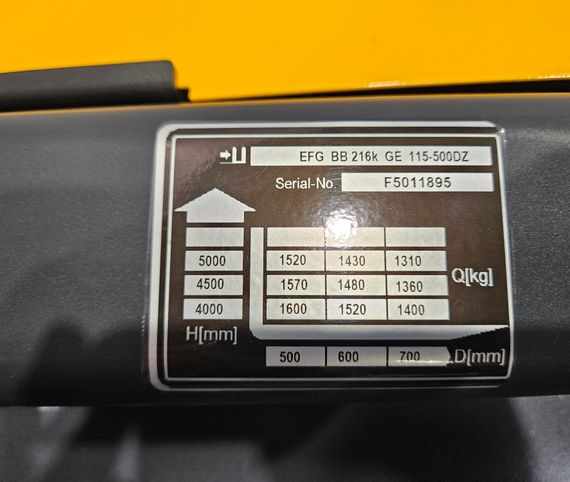 EFG BB 216k GE 115-500DZ
Serial-No. F5011895
5000 1520 1430 1310
4500 1570 1480 1360 Q[kg]
4000 1600 1520 1400
H[mm]
500 600 700 D[mm]